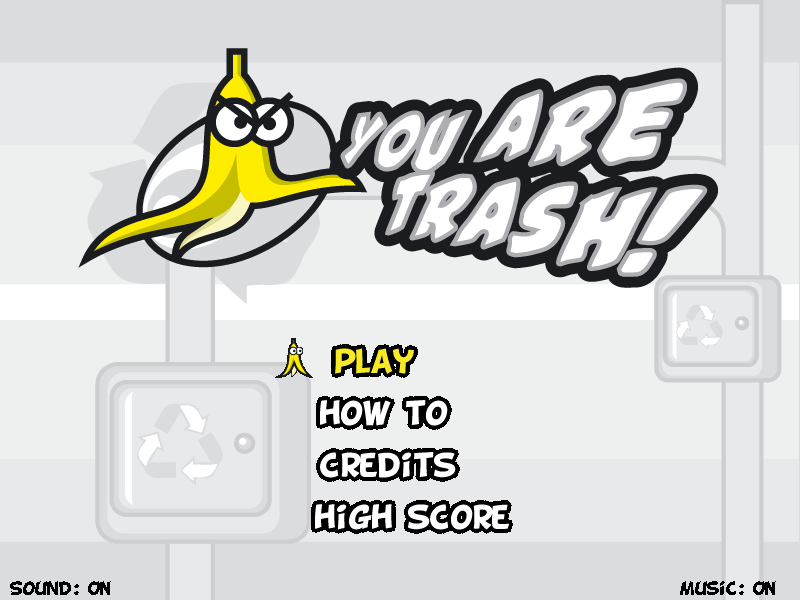 YOU ARE
TRASH!
PLAY
HOW TO
CREDITS
HIGH SCORE
SOUND: ON
MUSIC: ON